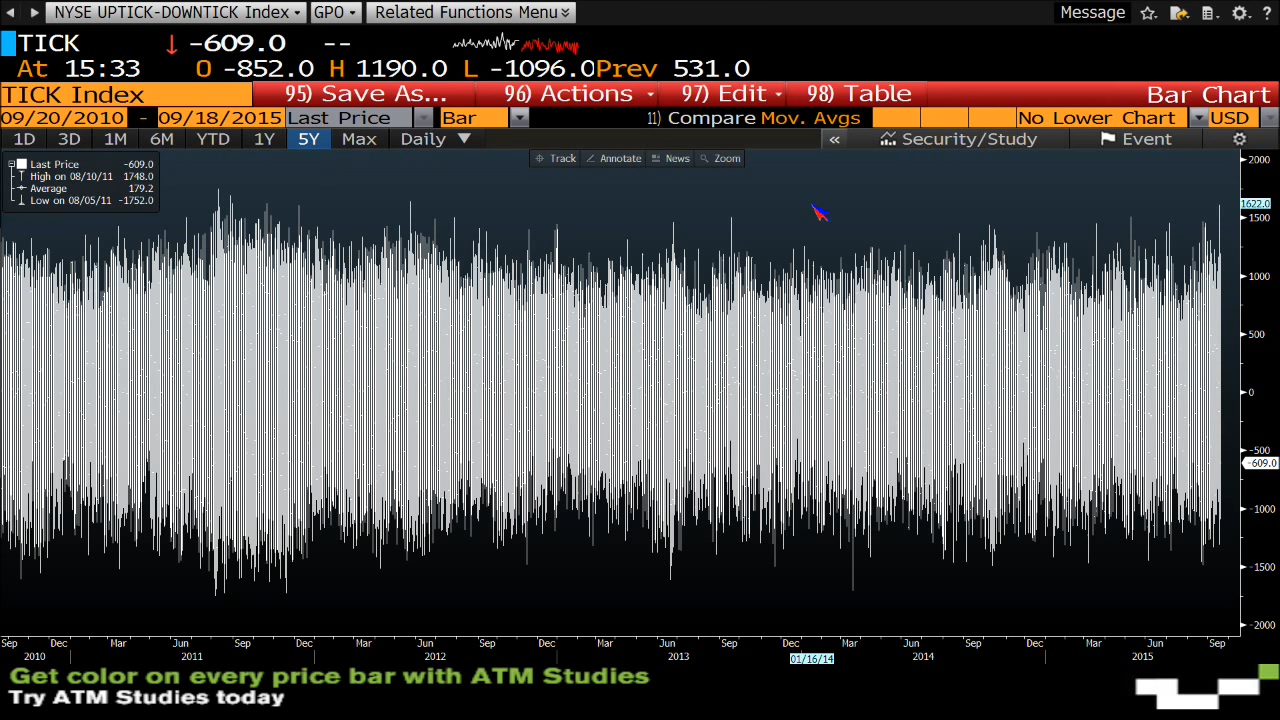 NYSE UPTICK-DOWNTICK Index GPO Related Functions Menu Message ?
TICK -609.0 --
At 15:33 O -852.0 H 1190.0 L -1096.0 Prev 531.0
TICK Index 95) Save As... 96) Actions 97) Edit 98) Table Bar Chart
09/20/2010 - 09/18/2015 Last Price Bar 11) Compare Mov. Avgs No Lower Chart USD
1D 3D 1M 6M YTD 1Y 5Y Max Daily « Security/Study Event
Track Annotate News Zoom
Last Price -609.0
High on 08/10/11 1748.0
Average 179.2
Low on 08/05/11 -1752.0
2000
1622.0
1500
1000
500
0
-500
-609.0
-1000
-1500
-2000
Sep Dec Mar Jun Sep Dec Mar Jun Sep Dec Mar Jun Sep Dec Mar Jun Sep Dec Mar Jun Sep
2010 2011 2012 2013 01/16/14 2014 2015
Get color on every price bar with ATM Studies
Try ATM Studies today